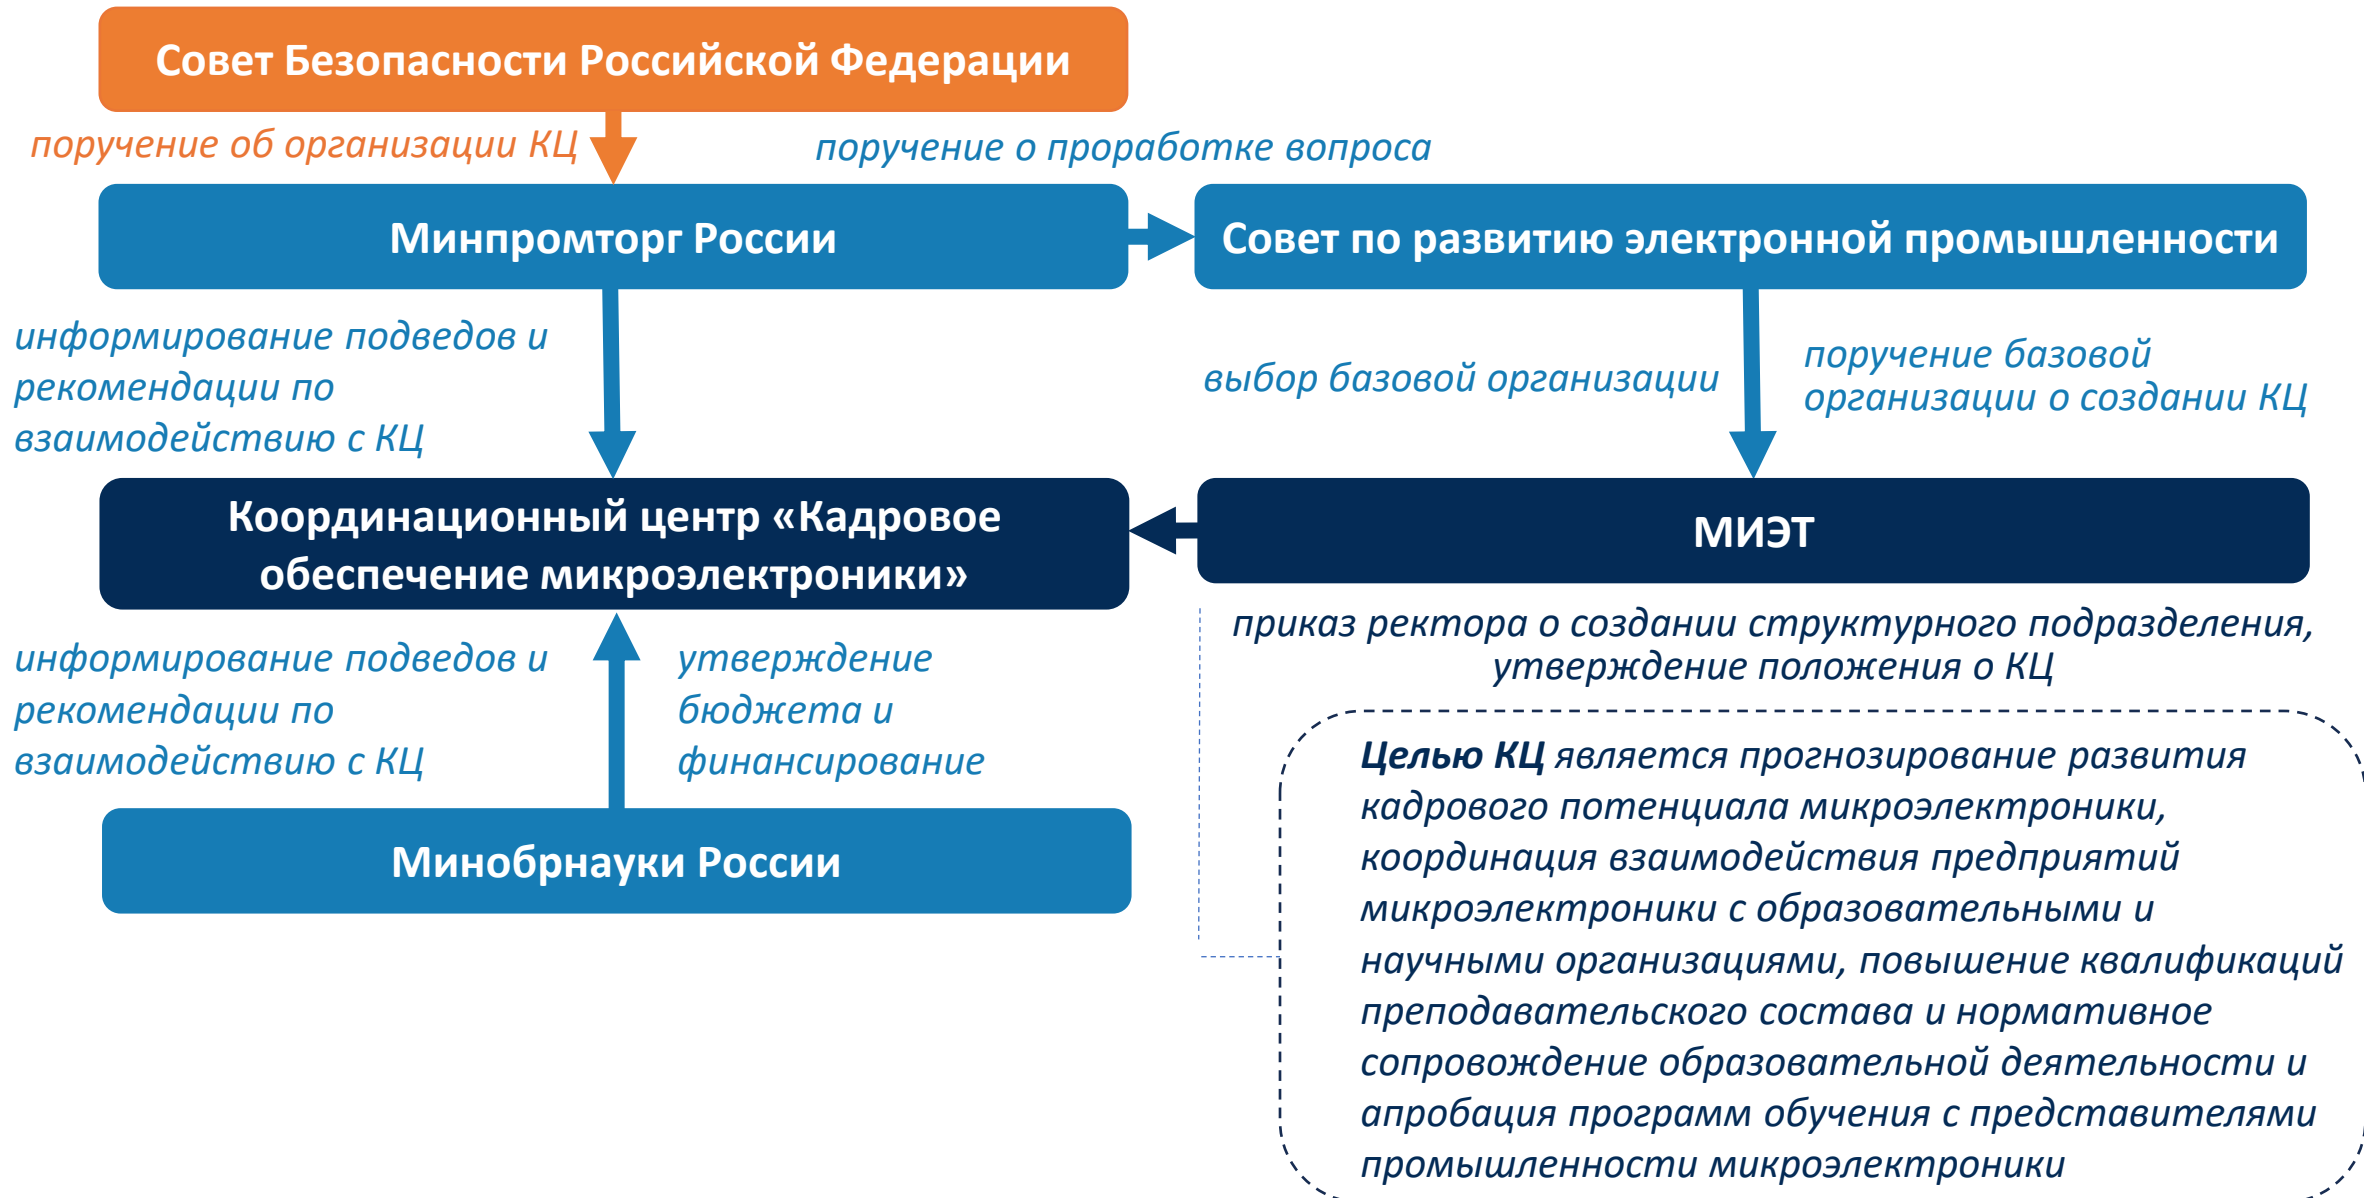 Совет Безопасности Российской Федерации
поручение об организации КЦ
поручение о проработке вопроса
Минпромторг России
Совет по развитию электронной промышленности
информирование подведов и
рекомендации по
взаимодействию с КЦ
выбор базовой организации
поручение базовой
организации о создании КЦ
Координационный центр «Кадровое
обеспечение микроэлектроники»
МИЭТ
приказ ректора о создании структурного подразделения,
утверждение положения о КЦ
информирование подведов и
рекомендации по
взаимодействию с КЦ
утверждение
бюджета и
финансирование
Минобрнауки России
Целью КЦ является прогнозирование развития
кадрового потенциала микроэлектроники,
координация взаимодействия предприятий
микроэлектроники с образовательными и
научными организациями, повышение квалификаций
преподавательского состава и нормативное
сопровождение образовательной деятельности и
апробация программ обучения с представителями
промышленности микроэлектроники